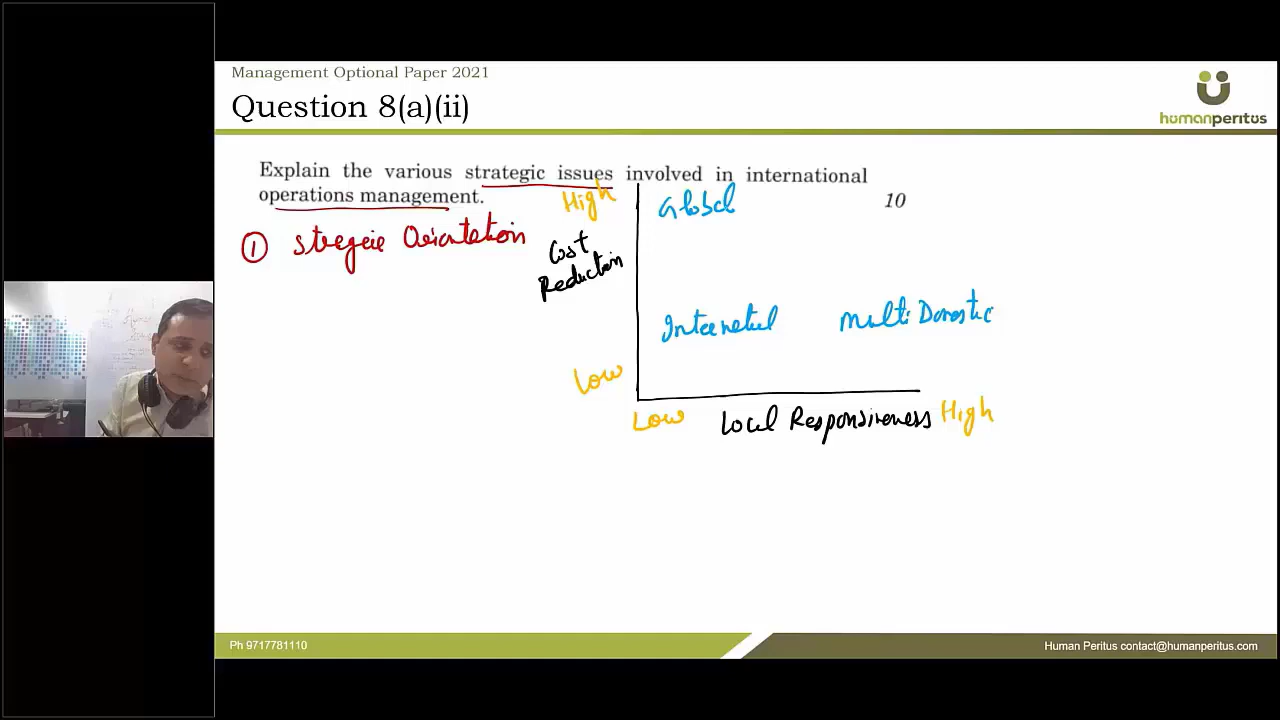 Management Optional Paper 2021
Question 8(a)(ii)
humanperitus
Explain the various strategic issues involved in international
operations management.
10
① Orientation
High
Cost
Reduction
Low
Global
Multi Domestic
Low
Local Responsiveness
High
Ph 9717781110
Human Peritus contact@humanperitus.com